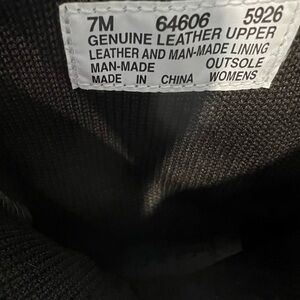 7M 64606 5926
GENUINE LEATHER UPPER
LEATHER AND MAN-MADE LINING
MAN-MADE OUTSOLE
MADE IN CHINA WOMENS